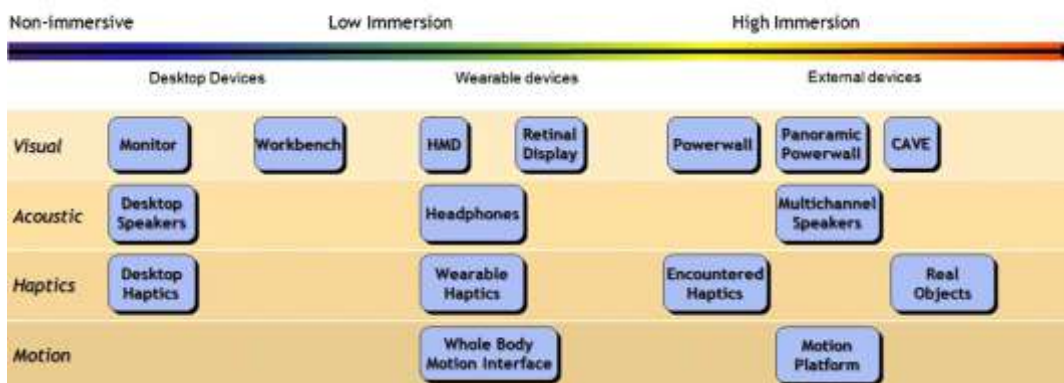 Non-immersive Low Immersion High Immersion
Desktop Devices Wearable devices External devices
Visual
Monitor
Workbench
HMD
Retinal
Display
Powerwall
Panoramic
Powerwall
CAVE
Acoustic
Desktop
Speakers
Headphones
Multichannel
Speakers
Haptics
Desktop
Haptics
Wearable
Haptics
Encountered
Haptics
Real
Objects
Motion
Whole Body
Motion Interface
Motion
Platform